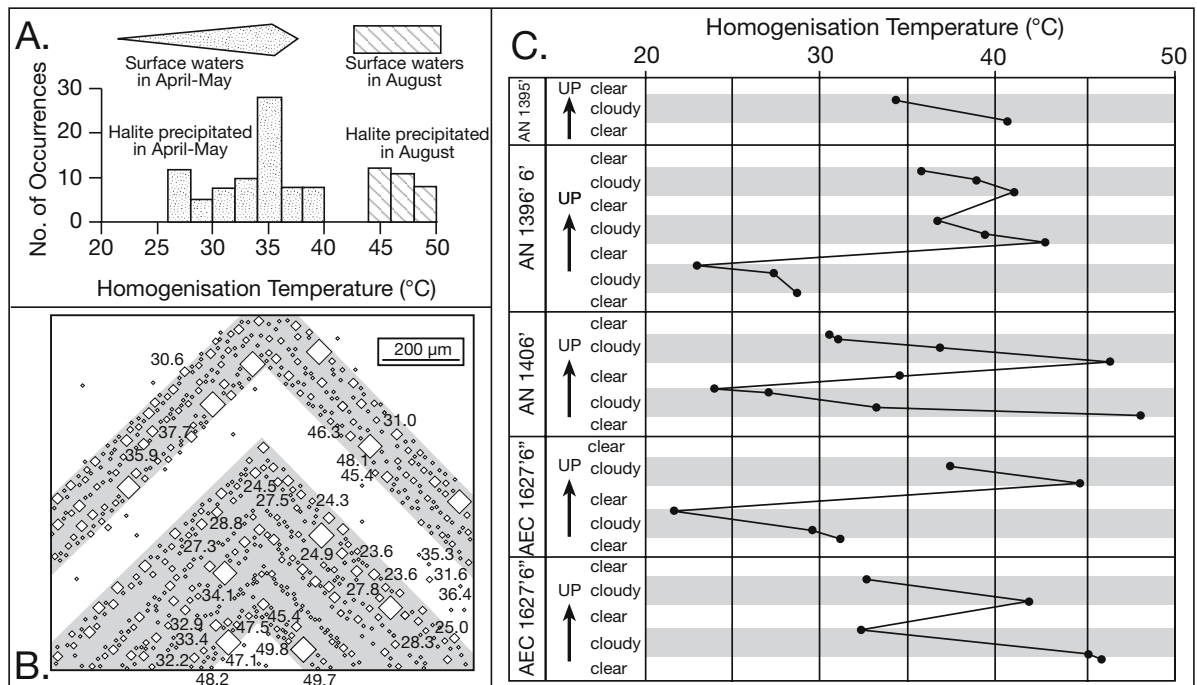 A.
Surface waters
in April-May
Surface waters
in August
No. of Occurrences
30
20
10
0
Halite precipitated
in April-May
Halite precipitated
in August
20 25 30 35 40 45 50
Homogenisation Temperature (°C)
B.
200 µm
30.6
31.0
37.7
46.3
35.9
48.1
45.4
24.5
27.5
24.3
28.8
27.3
24.9
23.6
35.3
23.6
31.6
27.8
36.4
34.1
45.4
32.9
47.5
25.0
33.4
49.8
28.3
32.2
47.1
48.2
49.7
C.
Homogenisation Temperature (°C)
20 30 40 50
AN 1395'
UP
clear
cloudy
clear
AN 1396' 6'
UP
clear
cloudy
clear
cloudy
clear
cloudy
clear
AN 1406'
UP
clear
cloudy
clear
cloudy
clear
AEC 1627'6"
UP
clear
cloudy
clear
cloudy
clear
AEC 1627'6"
UP
clear
cloudy
clear
cloudy
clear